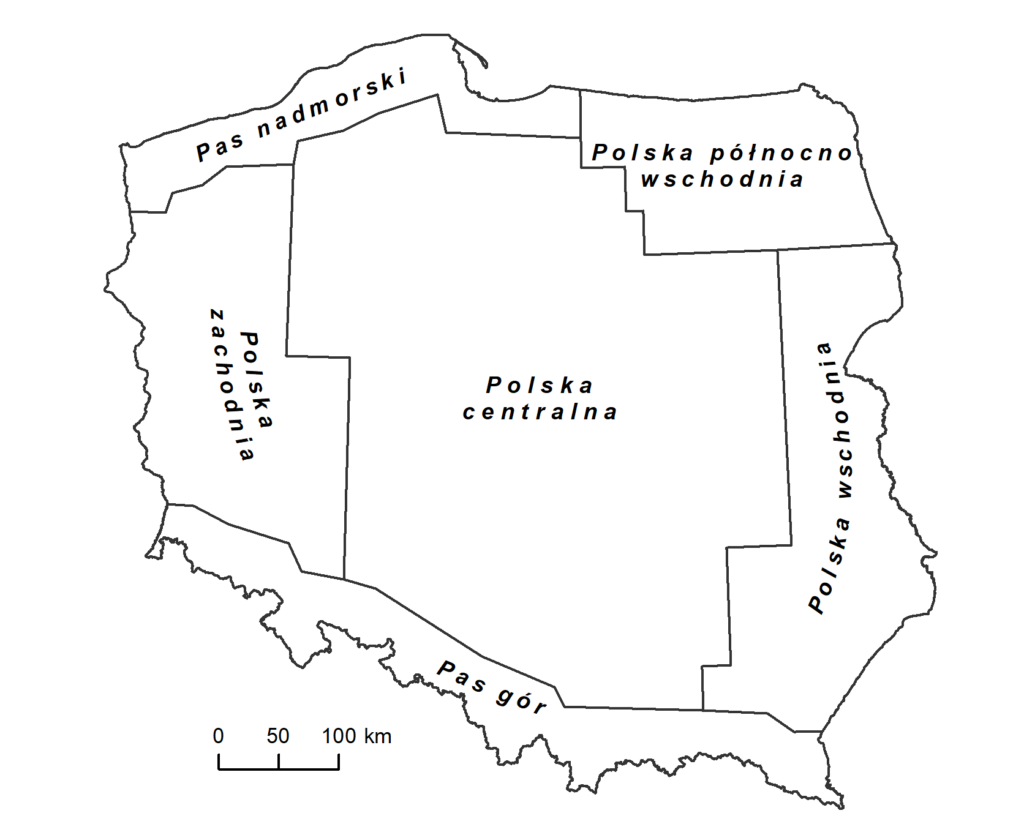 Pas nadmorski
Polska północno
wschodnia
Polska
zachodnia
Polska
centralna
Polska wschodnia
Pas gór
0 50 100 km